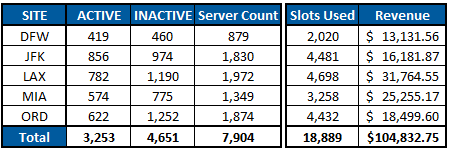 SITE ACTIVE INACTIVE Server Count Slots Used Revenue
DFW 419 460 879 2,020 $ 13,131.56
JFK 856 974 1,830 4,481 $ 16,181.87
LAX 782 1,190 1,972 4,698 $ 31,764.55
MIA 574 775 1,349 3,258 $ 25,255.17
ORD 622 1,252 1,874 4,432 $ 18,499.60
Total 3,253 4,651 7,904 18,889 $104,832.75